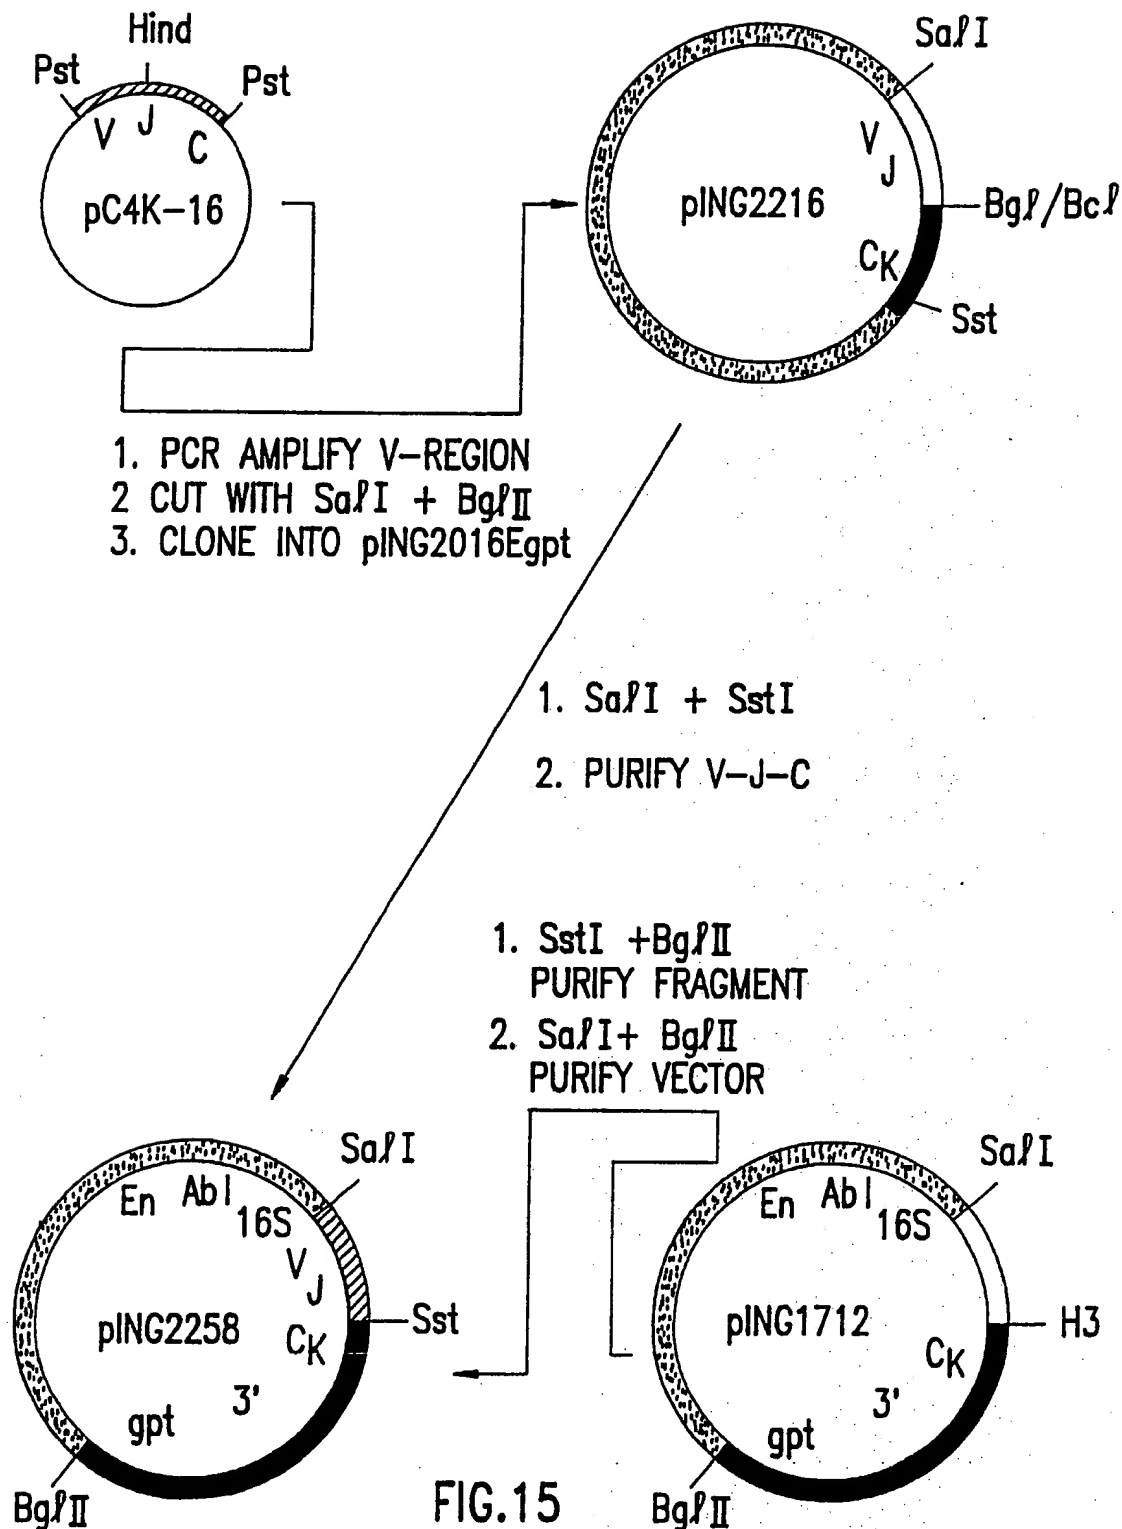 Hind
Pst
Pst
V J C
pC4K-16
SalI
V J
pING2216
Bgl/Bcl
CK
Sst
1. PCR AMPLIFY V-REGION
2 CUT WITH SalI + BglII
3. CLONE INTO pING2016Egpt
1. SalI + SstI
2. PURIFY V-J-C
1. SstI +BglII
PURIFY FRAGMENT
2. SalI+ BglII
PURIFY VECTOR
SalI
En AbI 16S
V J
pING2258
Sst
CK
3'
gpt
BglII
SalI
En AbI 16S
pING1712
H3
CK
3'
gpt
BglII
FIG.15